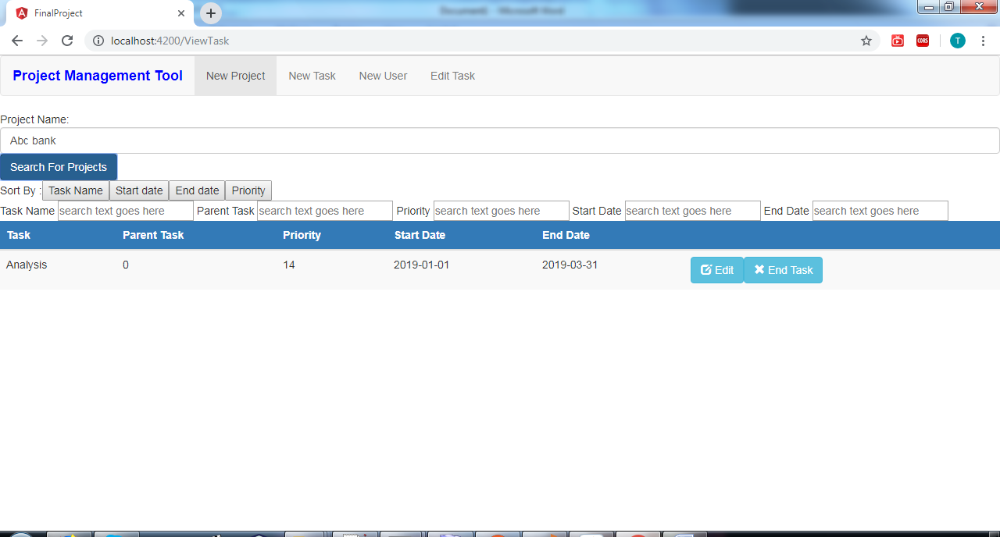 FinalProject
Document1 - Microsoft Word
localhost:4200/ViewTask
CORS
T
Project Management Tool New Project New Task New User Edit Task
Project Name:
Abc bank
Search For Projects
Sort By : Task Name Start date End date Priority
Task Name search text goes here Parent Task search text goes here Priority search text goes here Start Date search text goes here End Date search text goes here
Task Parent Task Priority Start Date End Date
Analysis 0 14 2019-01-01 2019-03-31 Edit End Task